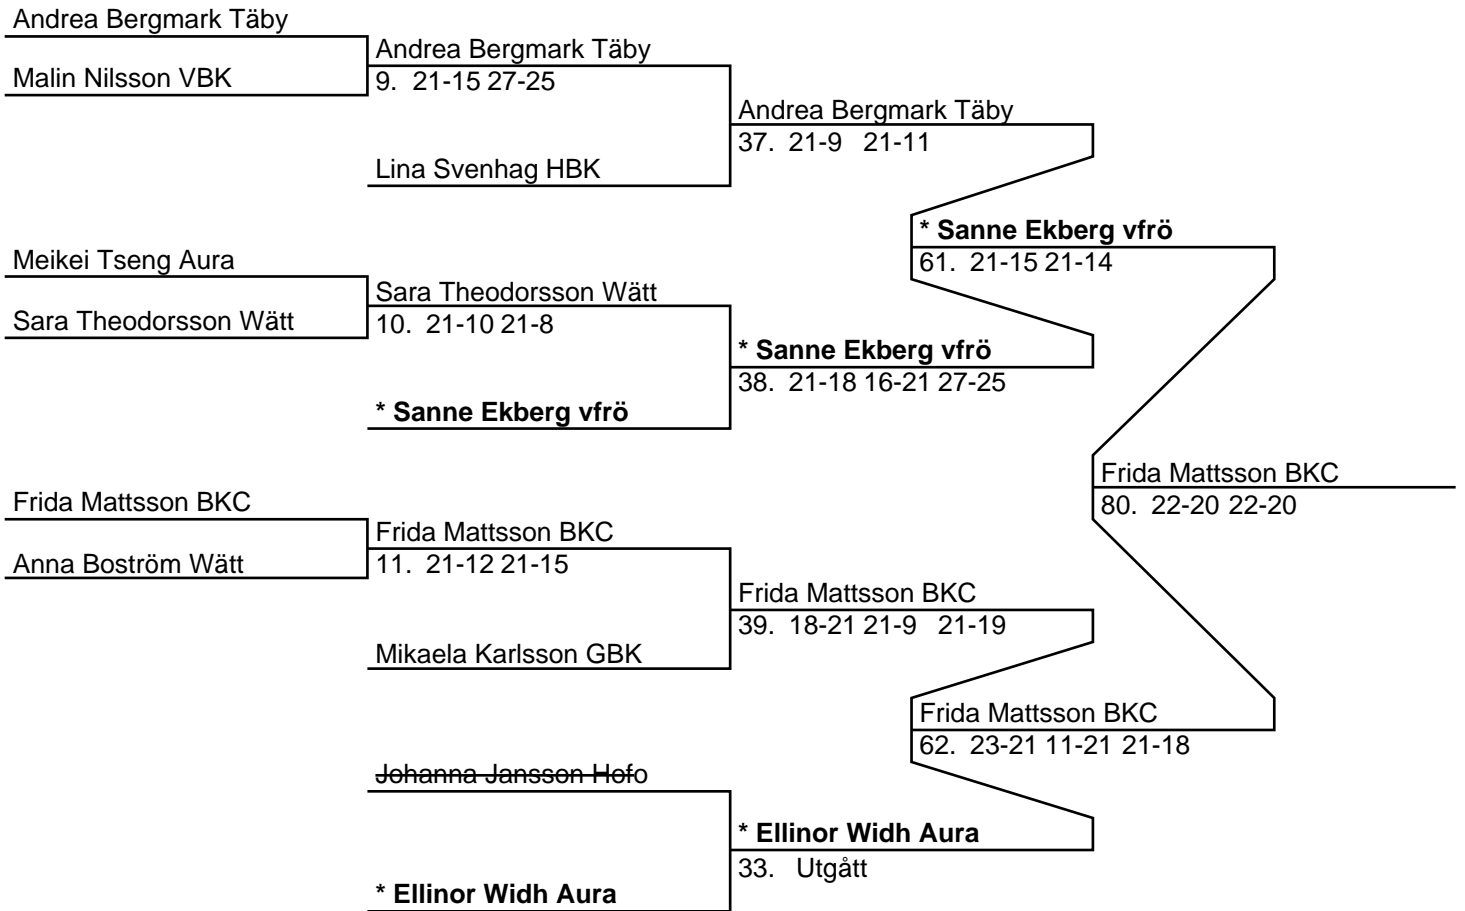 Andrea Bergmark Täby
Andrea Bergmark Täby
Malin Nilsson VBK
9. 21-15 27-25
Andrea Bergmark Täby
37. 21-9 21-11
Lina Svenhag HBK
* Sanne Ekberg vfrö
61. 21-15 21-14
Meikei Tseng Aura
Sara Theodorsson Wätt
Sara Theodorsson Wätt
10. 21-10 21-8
* Sanne Ekberg vfrö
38. 21-18 16-21 27-25
* Sanne Ekberg vfrö
Frida Mattsson BKC
80. 22-20 22-20
Frida Mattsson BKC
Frida Mattsson BKC
Anna Boström Wätt
11. 21-12 21-15
Frida Mattsson BKC
39. 18-21 21-9 21-19
Mikaela Karlsson GBK
Frida Mattsson BKC
62. 23-21 11-21 21-18
Johanna Jansson Hofo
* Ellinor Widh Aura
33. Utgått
* Ellinor Widh Aura